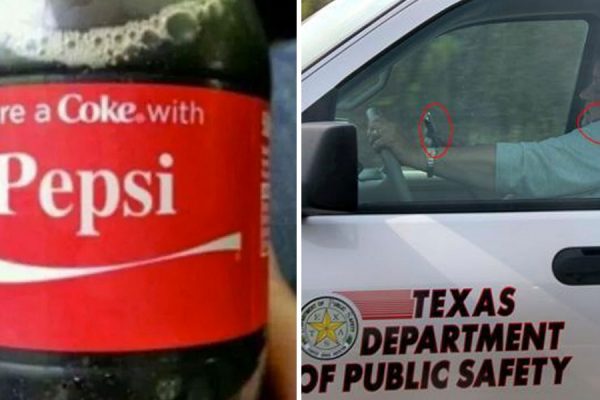 re a Coke with
Pepsi
TEXAS
DEPARTMENT
OF PUBLIC SAFETY